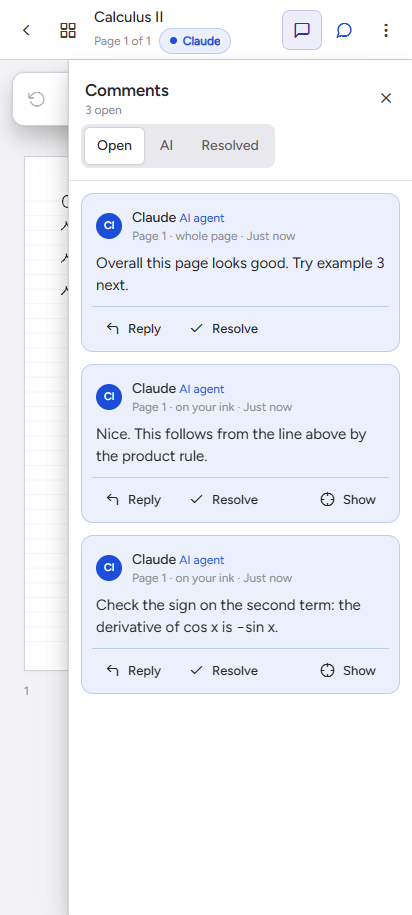 Calculus II
Page 1 of 1 Claude
Comments
3 open
Open AI Resolved
Cl Claude AI agent
Page 1 · whole page · Just now
Overall this page looks good. Try example 3
next.
Reply Resolve
Cl Claude AI agent
Page 1 · on your ink · Just now
Nice. This follows from the line above by
the product rule.
Reply Resolve Show
Cl Claude AI agent
Page 1 · on your ink · Just now
Check the sign on the second term: the
derivative of cos x is −sin x.
Reply Resolve Show
1